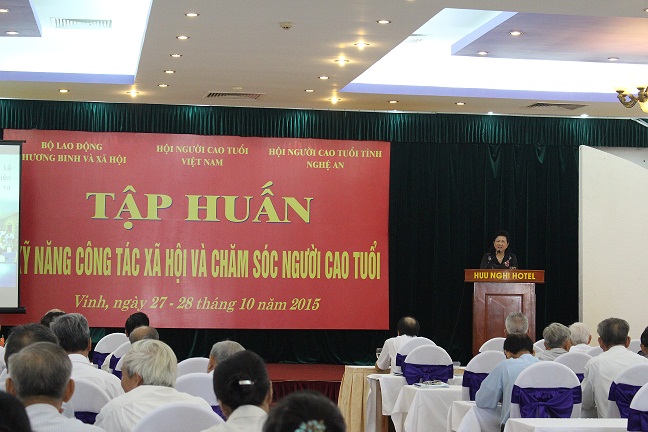 BỘ LAO ĐỘNG
HƯƠNG BINH VÀ XÃ HỘI
HỘI NGƯỜI CAO TUỔI
VIỆT NAM
HỘI NGƯỜI CAO TUỔI TỈNH
NGHỆ AN
TẬP HUẤN
KỸ NĂNG CÔNG TÁC XÃ HỘI VÀ CHĂM SÓC NGƯỜI CAO TUỔI
Vinh, ngày 27 - 28 tháng 10 năm 2015
HUU NGHI HOTEL